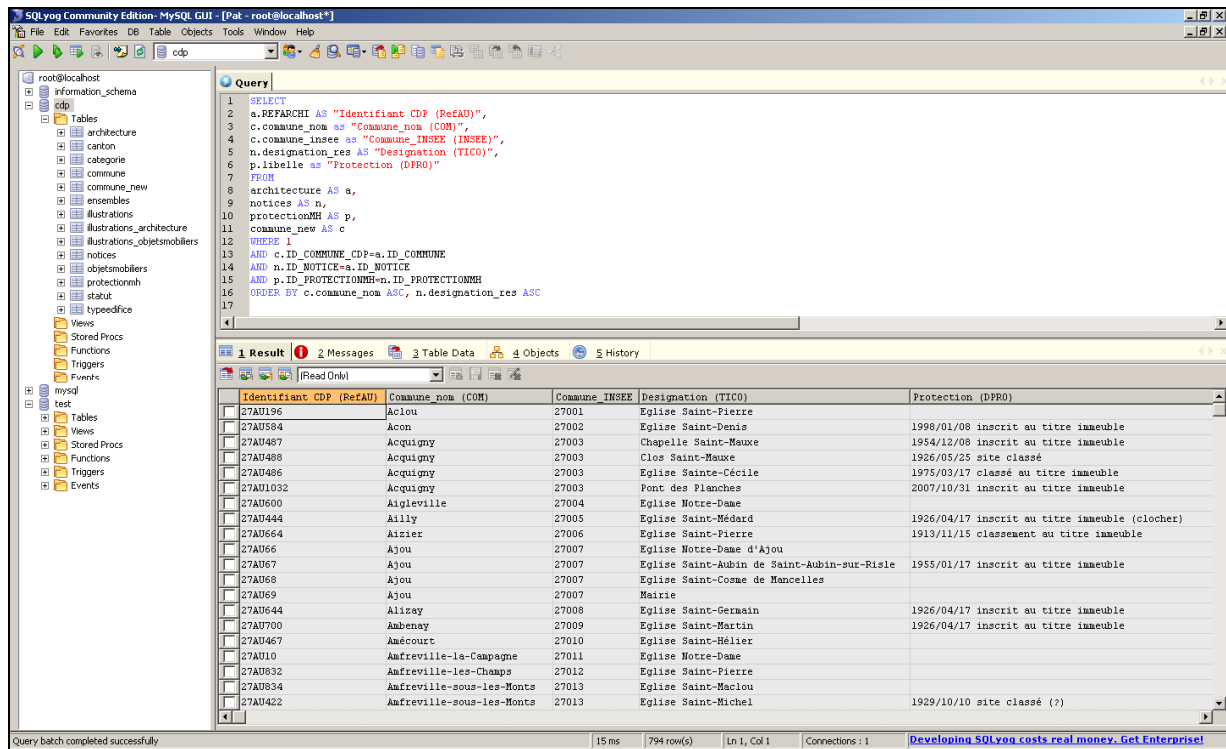 SQLyog Community Edition- MySQL GUI - [Pat - root@localhost*]
File Edit Favorites DB Table Objects Tools Window Help
cdp
root@localhost
information_schema
cdp
Tables
architecture
canton
categorie
commune
commune_new
ensembles
illustrations
illustrations_architecture
illustrations_objetsmobiliers
notices
objetsmobiliers
protectionmh
statut
typeedifice
Views
Stored Procs
Functions
Triggers
Events
mysql
test
Tables
Views
Stored Procs
Functions
Triggers
Events
Query
1 SELECT
2 a.REFARCHI AS "Identifiant CDP (RefAU)",
3 c.commune_nom as "Commune_nom (COM)",
4 c.commune_insee as "Commune_INSEE (INSEE)",
5 n.designation_res AS "Designation (TICO)",
6 p.libelle as "Protection (DPRO)"
7 FROM
8 architecture AS a,
9 notices AS n,
10 protectionMH AS p,
11 commune_new AS c
12 WHERE 1
13 AND c.ID_COMMUNE_CDP=a.ID_COMMUNE
14 AND n.ID_NOTICE=a.ID_NOTICE
15 AND p.ID_PROTECTIONMH=n.ID_PROTECTIONMH
16 ORDER BY c.commune_nom ASC, n.designation_res ASC
17
1 Result 2 Messages 3 Table Data 4 Objects 5 History
(Read Only)
Identifiant CDP (RefAU) Commune_nom (COM) Commune_INSEE Designation (TICO) Protection (DPRO)
27AU196 Aclou 27001 Eglise Saint-Pierre
27AU584 Acon 27002 Eglise Saint-Denis 1998/01/08 inscrit au titre immeuble
27AU487 Acquigny 27003 Chapelle Saint-Mauxe 1954/12/08 inscrit au titre immeuble
27AU488 Acquigny 27003 Clos Saint-Mauxe 1926/05/25 site classé
27AU486 Acquigny 27003 Eglise Sainte-Cécile 1975/03/17 classé au titre immeuble
27AU1032 Acquigny 27003 Pont des Planches 2007/10/31 inscrit au titre immeuble
27AU600 Aigleville 27004 Eglise Notre-Dame
27AU444 Ailly 27005 Eglise Saint-Médard 1926/04/17 inscrit au titre immeuble (clocher)
27AU664 Aizier 27006 Eglise Saint-Pierre 1913/11/15 classement au titre immeuble
27AU66 Ajou 27007 Eglise Notre-Dame d'Ajou
27AU67 Ajou 27007 Eglise Saint-Aubin de Saint-Aubin-sur-Risle 1955/01/17 inscrit au titre immeuble
27AU68 Ajou 27007 Eglise Saint-Cosme de Mancelles
27AU69 Ajou 27007 Mairie
27AU644 Alizay 27008 Eglise Saint-Germain 1926/04/17 inscrit au titre immeuble
27AU700 Ambenay 27009 Eglise Saint-Martin 1926/04/17 inscrit au titre immeuble
27AU467 Amécourt 27010 Eglise Saint-Hélier
27AU10 Amfreville-la-Campagne 27011 Eglise Notre-Dame
27AU832 Amfreville-les-Champs 27012 Eglise Saint-Pierre
27AU834 Amfreville-sous-les-Monts 27013 Eglise Saint-Maclou
27AU422 Amfreville-sous-les-Monts 27013 Eglise Saint-Michel 1929/10/10 site classé (?)
Query batch completed successfully 15 ms 794 row(s) Ln 1, Col 1 Connections : 1 Developing SQLyog costs real money. Get Enterprise!